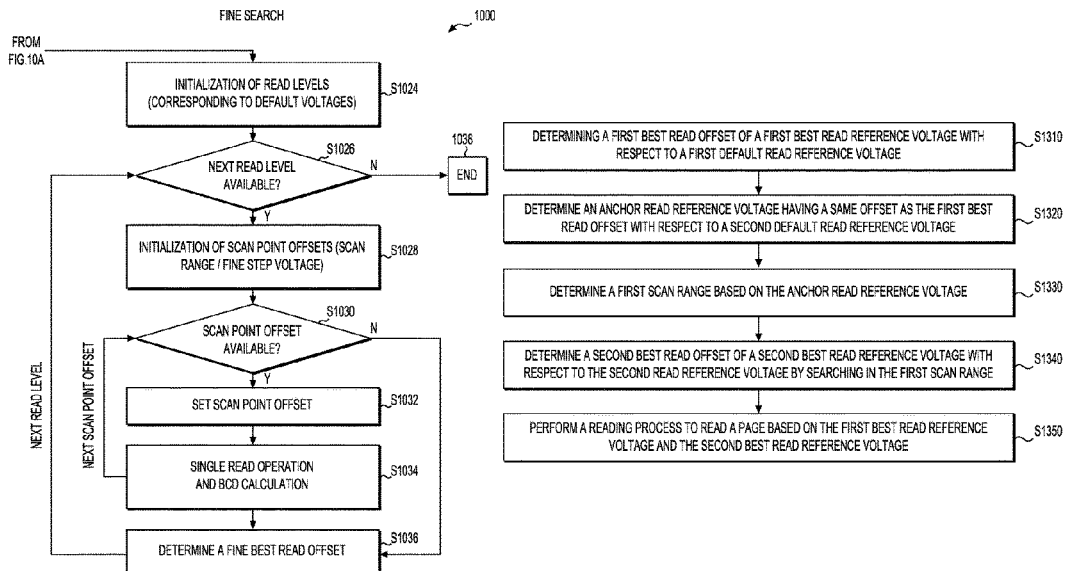 FINE SEARCH
1000
FROM
FIG.10A
INITIALIZATION OF READ LEVELS
(CORRESPONDING TO DEFAULT VOLTAGES)
S1024
NEXT READ LEVEL
AVAILABLE?
S1026
N
1038
END
Y
INITIALIZATION OF SCAN POINT OFFSETS (SCAN
RANGE / FINE STEP VOLTAGE)
S1028
SCAN POINT OFFSET
AVAILABLE?
S1030
N
Y
SET SCAN POINT OFFSET
S1032
SINGLE READ OPERATION
AND BCD CALCULATION
S1034
DETERMINE A FINE BEST READ OFFSET
S1036
NEXT READ LEVEL
NEXT SCAN POINT OFFSET
DETERMINING A FIRST BEST READ OFFSET OF A FIRST BEST READ REFERENCE VOLTAGE WITH
RESPECT TO A FIRST DEFAULT READ REFERENCE VOLTAGE
S1310
DETERMINE AN ANCHOR READ REFERENCE VOLTAGE HAVING A SAME OFFSET AS THE FIRST BEST
READ OFFSET WITH RESPECT TO A SECOND DEFAULT READ REFERENCE VOLTAGE
S1320
DETERMINE A FIRST SCAN RANGE BASED ON THE ANCHOR READ REFERENCE VOLTAGE
S1330
DETERMINE A SECOND BEST READ OFFSET OF A SECOND BEST READ REFERENCE VOLTAGE WITH
RESPECT TO THE SECOND READ REFERENCE VOLTAGE BY SEARCHING IN THE FIRST SCAN RANGE
S1340
PERFORM A READING PROCESS TO READ A PAGE BASED ON THE FIRST BEST READ REFERENCE
VOLTAGE AND THE SECOND BEST READ REFERENCE VOLTAGE
S1350